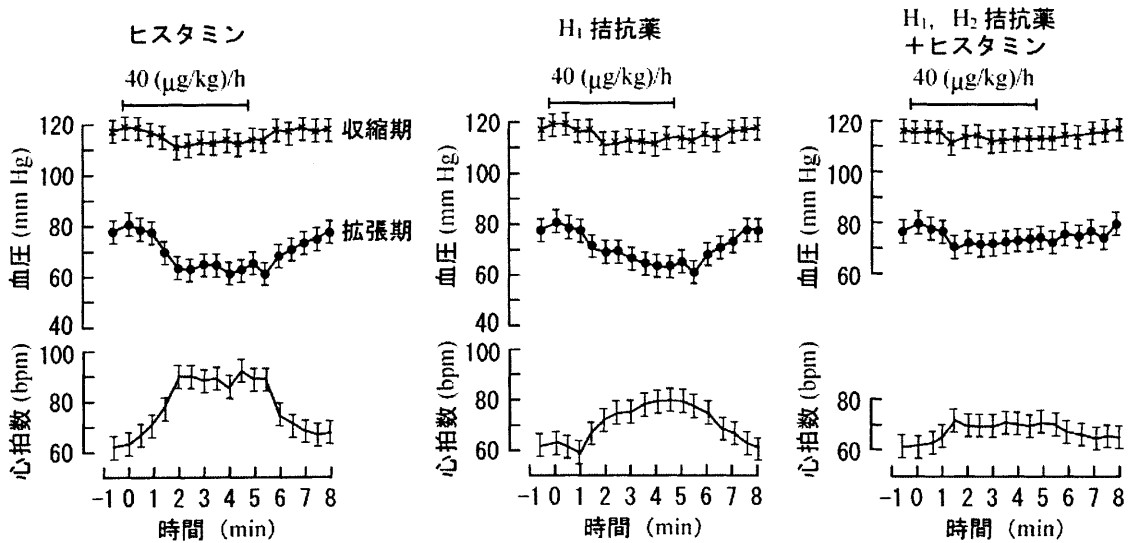 ヒスタミン
40 (μg/kg)/h
120
100
80
60
40
血圧 (mm Hg)
収縮期
拡張期
100
80
60
心拍数 (bpm)
-1 0 1 2 3 4 5 6 7 8
時間 (min)
H₁ 拮抗薬
40 (μg/kg)/h
120
100
80
60
40
血圧 (mm Hg)
100
80
60
心拍数 (bpm)
-1 0 1 2 3 4 5 6 7 8
時間 (min)
H₁, H₂ 拮抗薬
＋ヒスタミン
40 (μg/kg)/h
120
100
80
60
血圧 (mm Hg)
80
60
心拍数 (bpm)
-1 0 1 2 3 4 5 6 7 8
時間 (min)